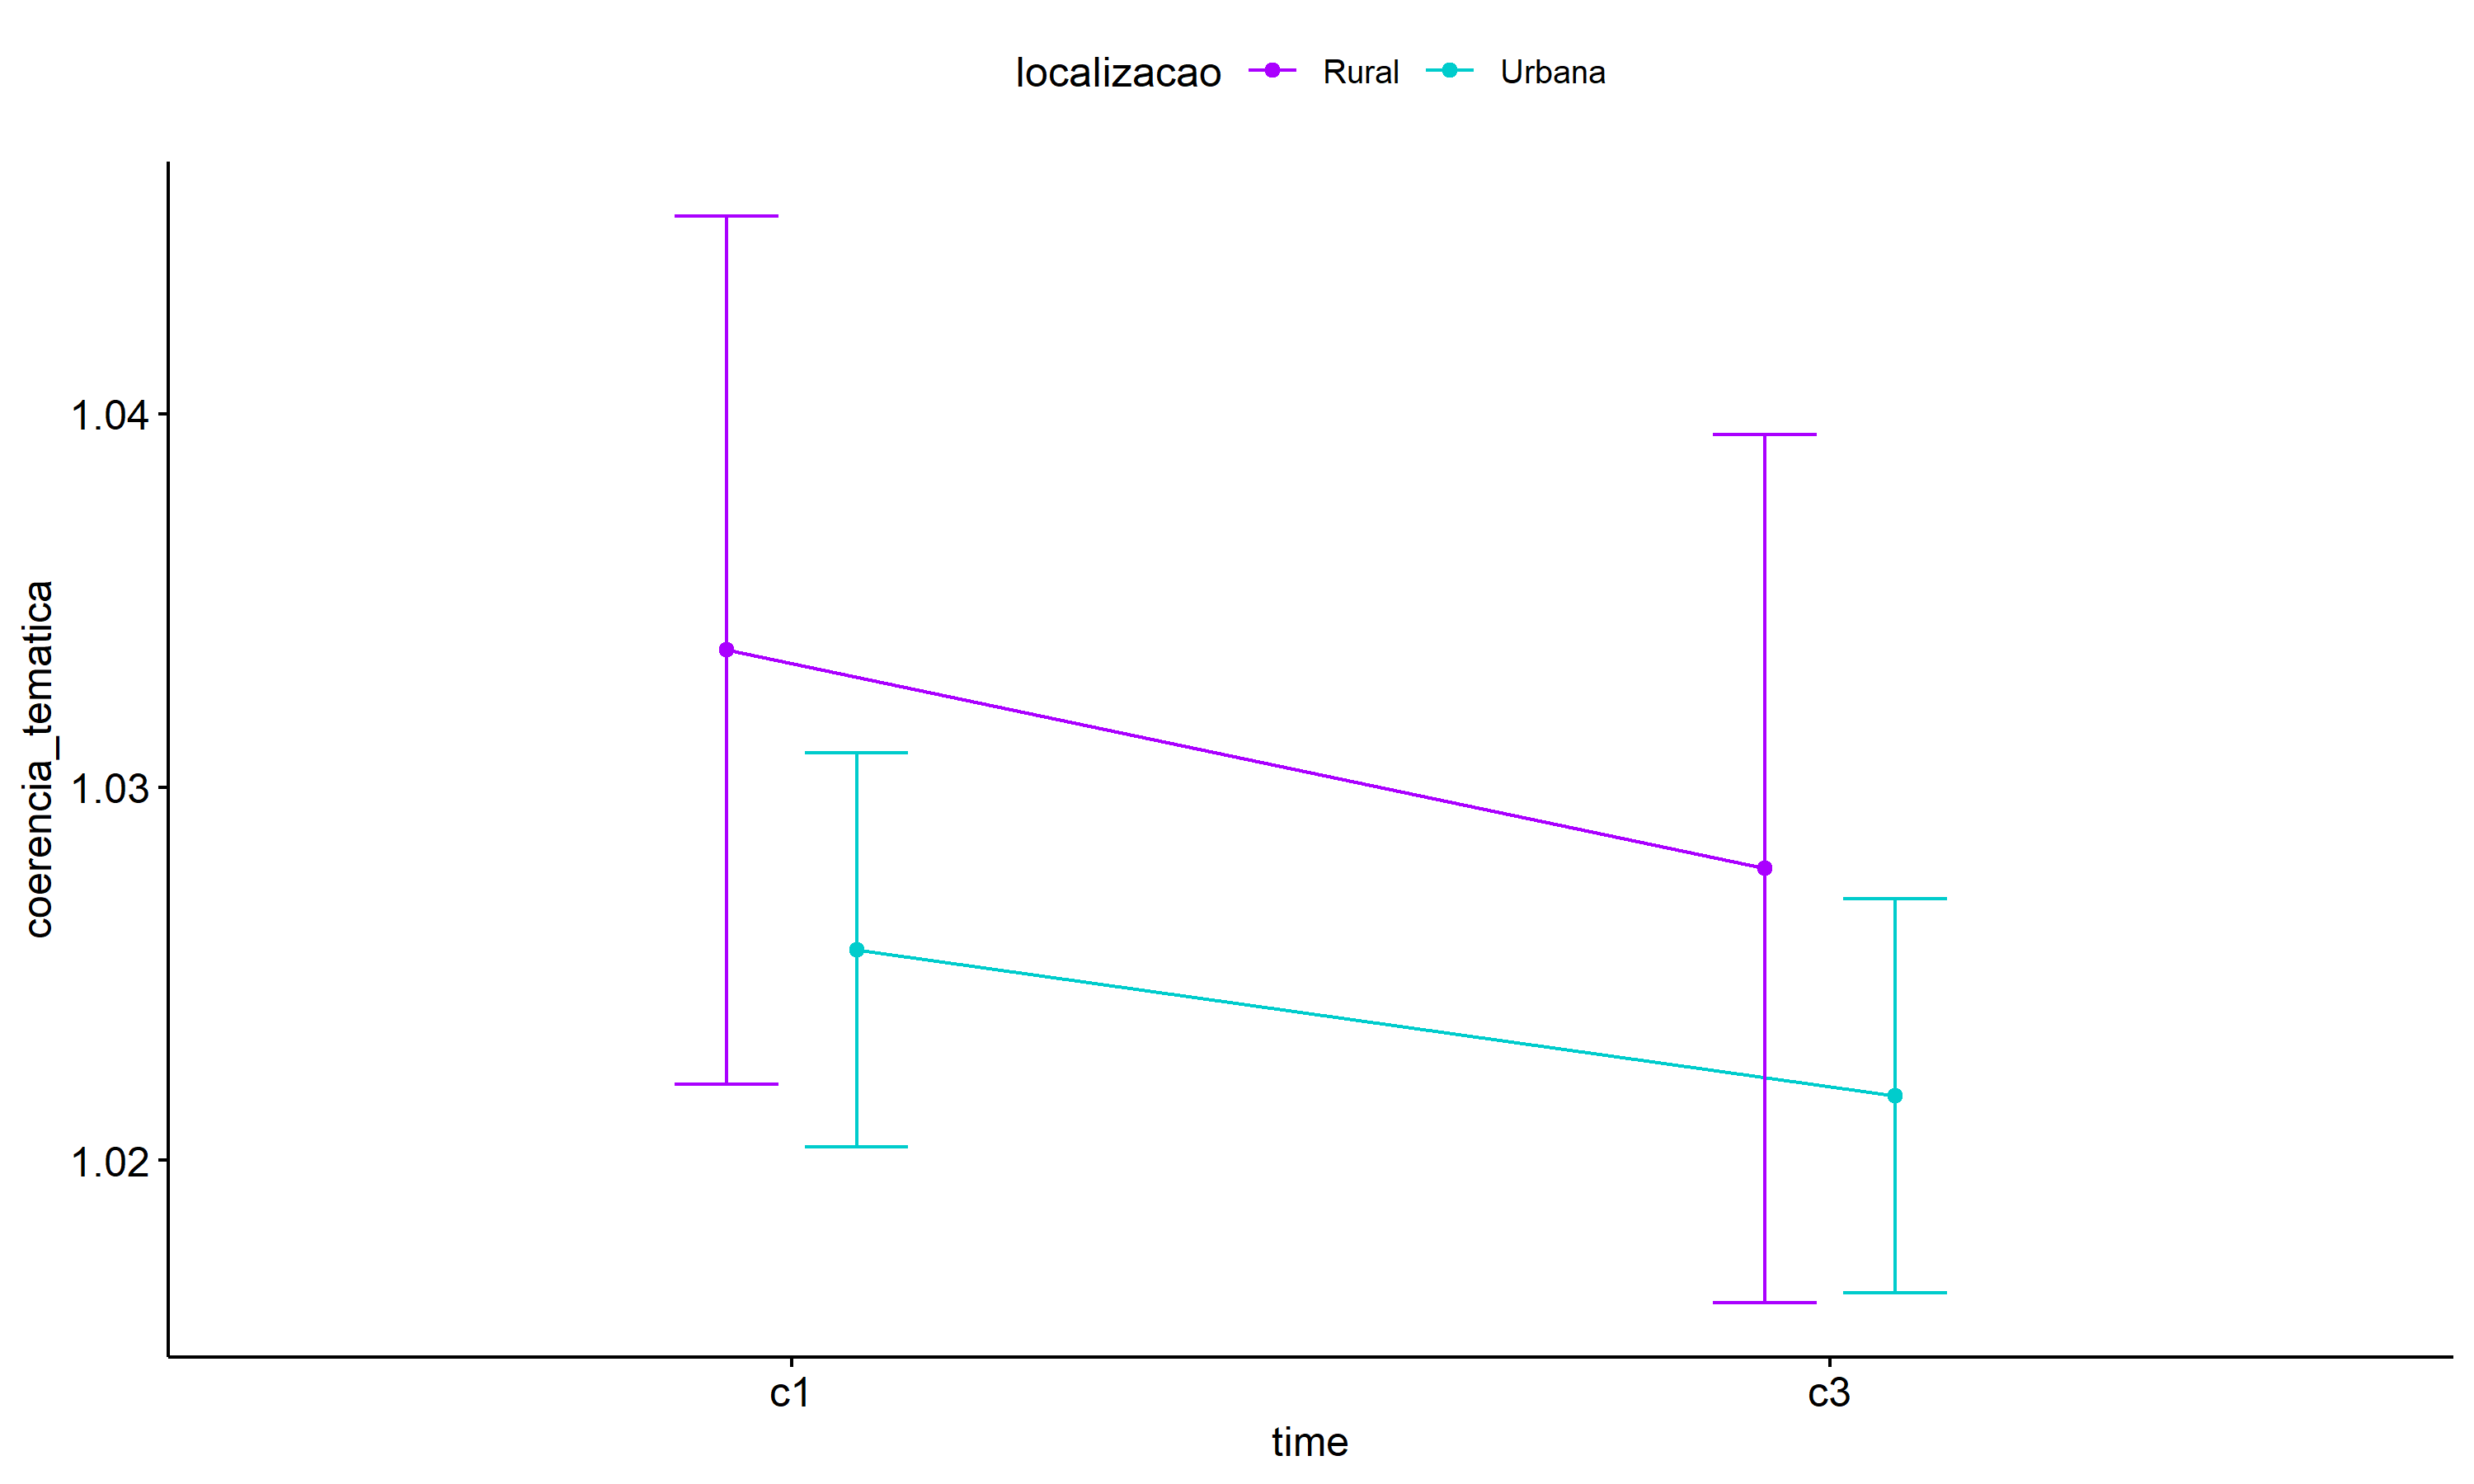 localizacao Rural Urbana
coerencia_tematica
1.04
1.03
1.02
c1 c3
time